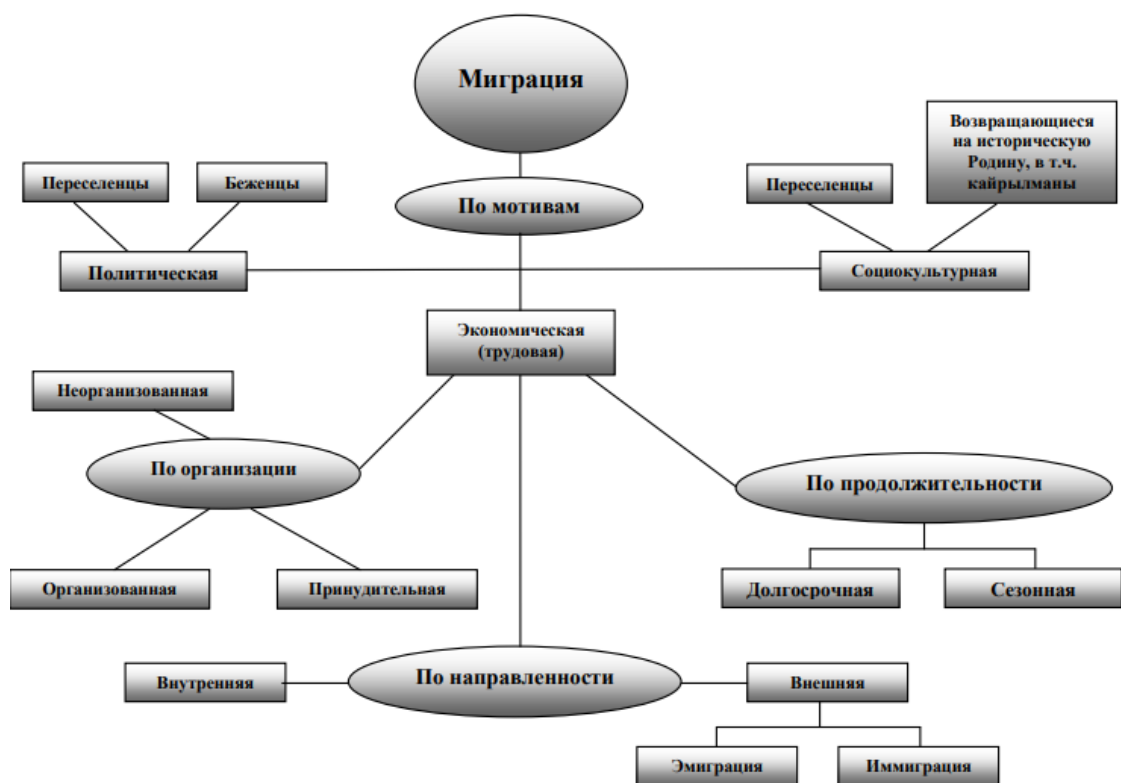 Миграция
Возвращающиеся
на историческую
Родину, в т.ч.
кайрылманы
Переселенцы
Беженцы
Переселенцы
По мотивам
Политическая
Социокультурная
Экономическая
(трудовая)
Неорганизованная
По организации
По продолжительности
Организованная
Принудительная
Долгосрочная
Сезонная
Внутренняя
По направленности
Внешняя
Эмиграция
Иммиграция